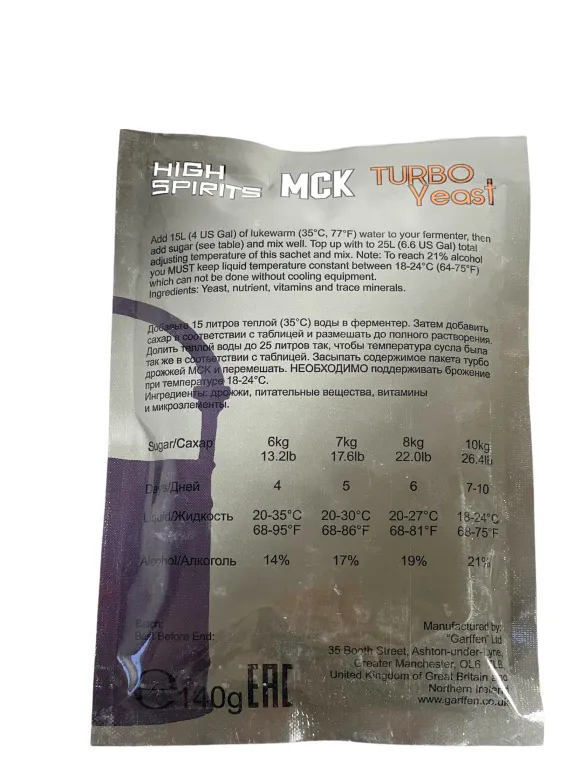 HIGH SPIRITS MCK TURBO Yeast
Add 15L (4 US Gal) of lukewarm (35°C, 77°F) water to your fermenter, then
add sugar (see table) and mix well. Top up with to 25L (6.6 US Gal) total
adjusting temperature of this sachet and mix. Note: To reach 21% alcohol
you MUST keep liquid temperature constant between 18-24°C (64-75°F)
which can not be done without cooling equipment.
Ingredients: Yeast, nutrient, vitamins and trace minerals.
Добавьте 15 литров теплой (35°C) воды в ферментер. Затем добавить
сахар в соответствии с таблицей и размешать до полного растворения.
Долить теплой воды до 25 литров так, чтобы температура сусла была
так же в соответствии с таблицей. Засыпать содержимое пакета турбо
дрожжей МСК и перемешать. НЕОБХОДИМО поддерживать брожение
при температуре 18-24°C.
Ингредиенты: дрожжи, питательные вещества, витамины
и микроэлементы.
Sugar/Сахар 6kg 7kg 8kg 10kg
13.2lb 17.6lb 22.0lb 26.4lb
Days/Дней 4 5 6 7-10
Liquid/Жидкость 20-35°C 20-30°C 20-27°C 18-24°C
68-95°F 68-86°F 68-81°F 68-75°F
Alcohol/Алкоголь 14% 17% 19% 21%
Batch:
Best Before End:
Manufactured by:
"Garffen" Ltd
35 Booth Street, Ashton-under-Lyre,
Greater Manchester, OL6
United Kingdom of Great Britain and
Northern Ireland
www.garffen.co.uk
℮ 140g EAC